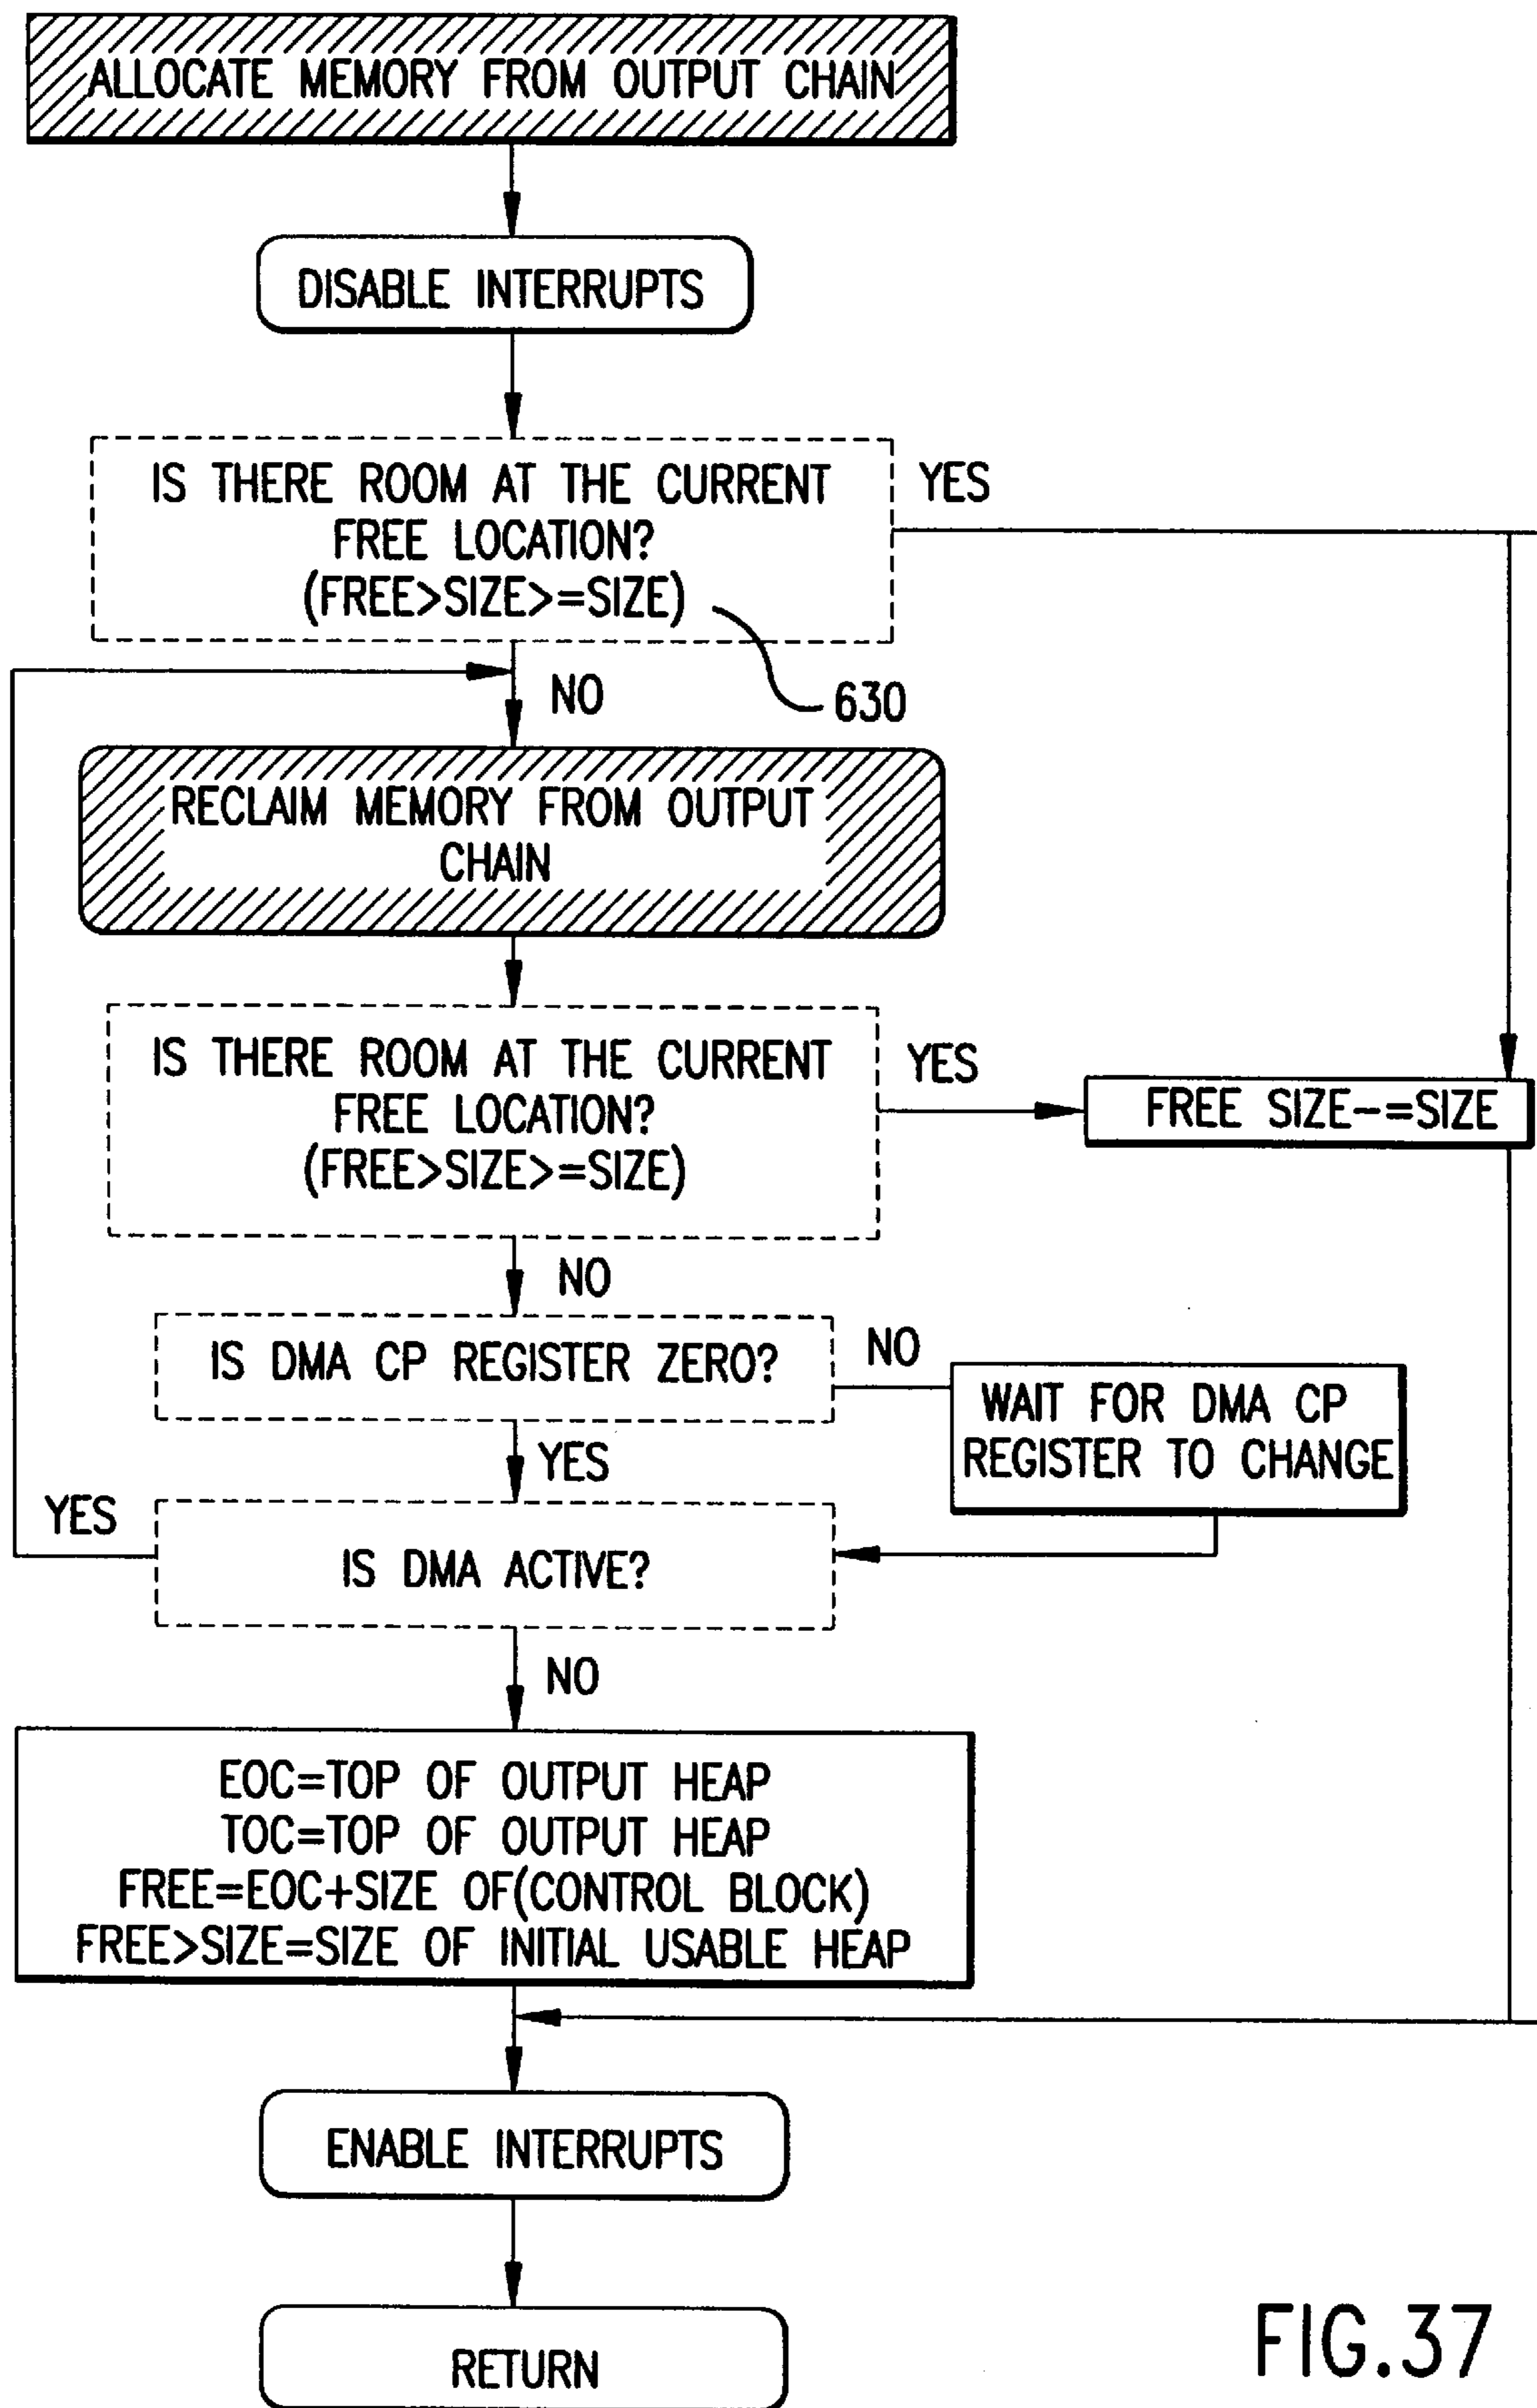 ALLOCATE MEMORY FROM OUTPUT CHAIN
DISABLE INTERRUPTS
IS THERE ROOM AT THE CURRENT
FREE LOCATION?
(FREE>SIZE>=SIZE)
YES
NO
630
RECLAIM MEMORY FROM OUTPUT
CHAIN
IS THERE ROOM AT THE CURRENT
FREE LOCATION?
(FREE>SIZE>=SIZE)
YES
FREE SIZE-=SIZE
NO
IS DMA CP REGISTER ZERO?
NO
WAIT FOR DMA CP
REGISTER TO CHANGE
YES
YES
IS DMA ACTIVE?
NO
EOC=TOP OF OUTPUT HEAP
TOC=TOP OF OUTPUT HEAP
FREE=EOC+SIZE OF(CONTROL BLOCK)
FREE>SIZE=SIZE OF INITIAL USABLE HEAP
ENABLE INTERRUPTS
RETURN
FIG.37